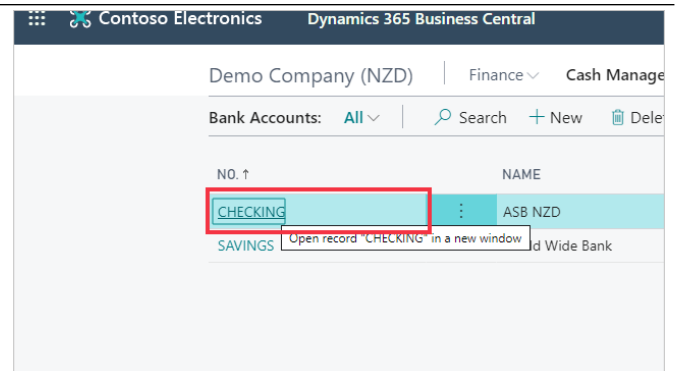 Contoso Electronics Dynamics 365 Business Central
Demo Company (NZD) Finance Cash Manage
Bank Accounts: All Search + New Dele
NO. ↑ NAME
CHECKING ASB NZD
Open record "CHECKING" in a new window
SAVINGS ld Wide Bank